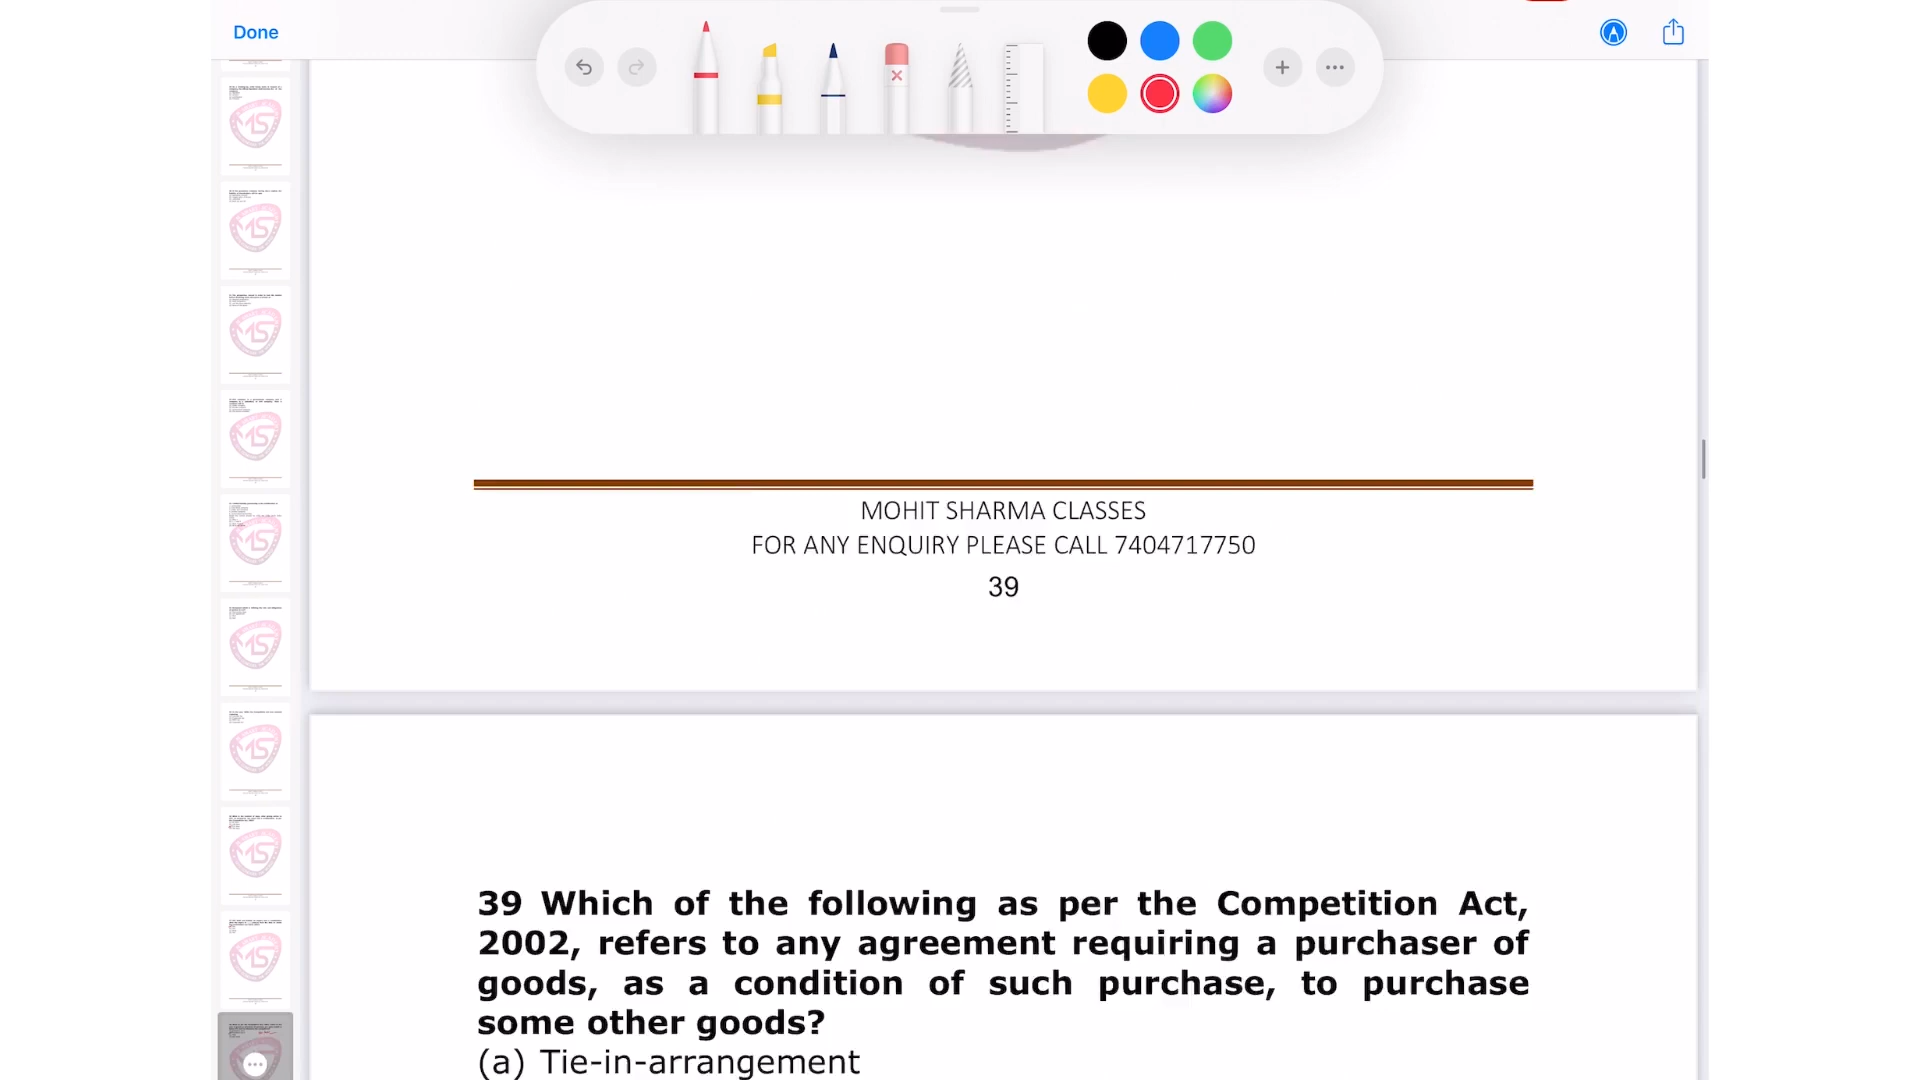 Done
MOHIT SHARMA CLASSES
FOR ANY ENQUIRY PLEASE CALL 7404717750
39
39 Which of the following as per the Competition Act,
2002, refers to any agreement requiring a purchaser of
goods, as a condition of such purchase, to purchase
some other goods?
(a) Tie-in-arrangement